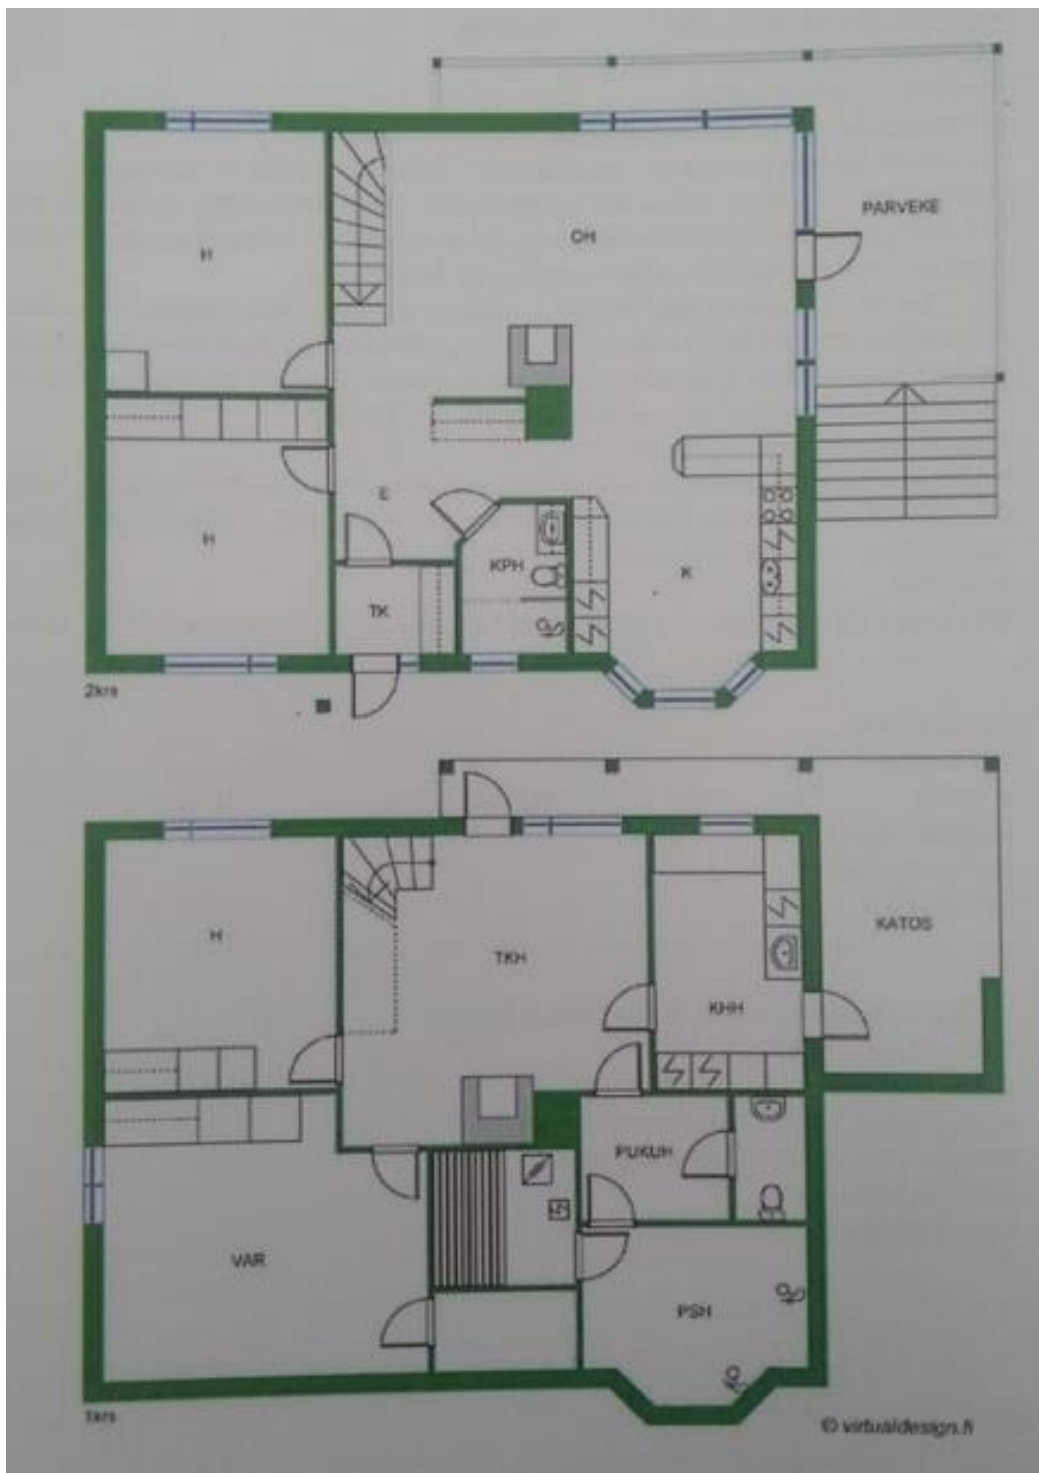 PARVEKE
H
OH
E
H
KPH
K
TK
2krs
H
TKH
KATOS
KHH
PUKUH
VAR
PSH
1krs
© virtualdesign.fi